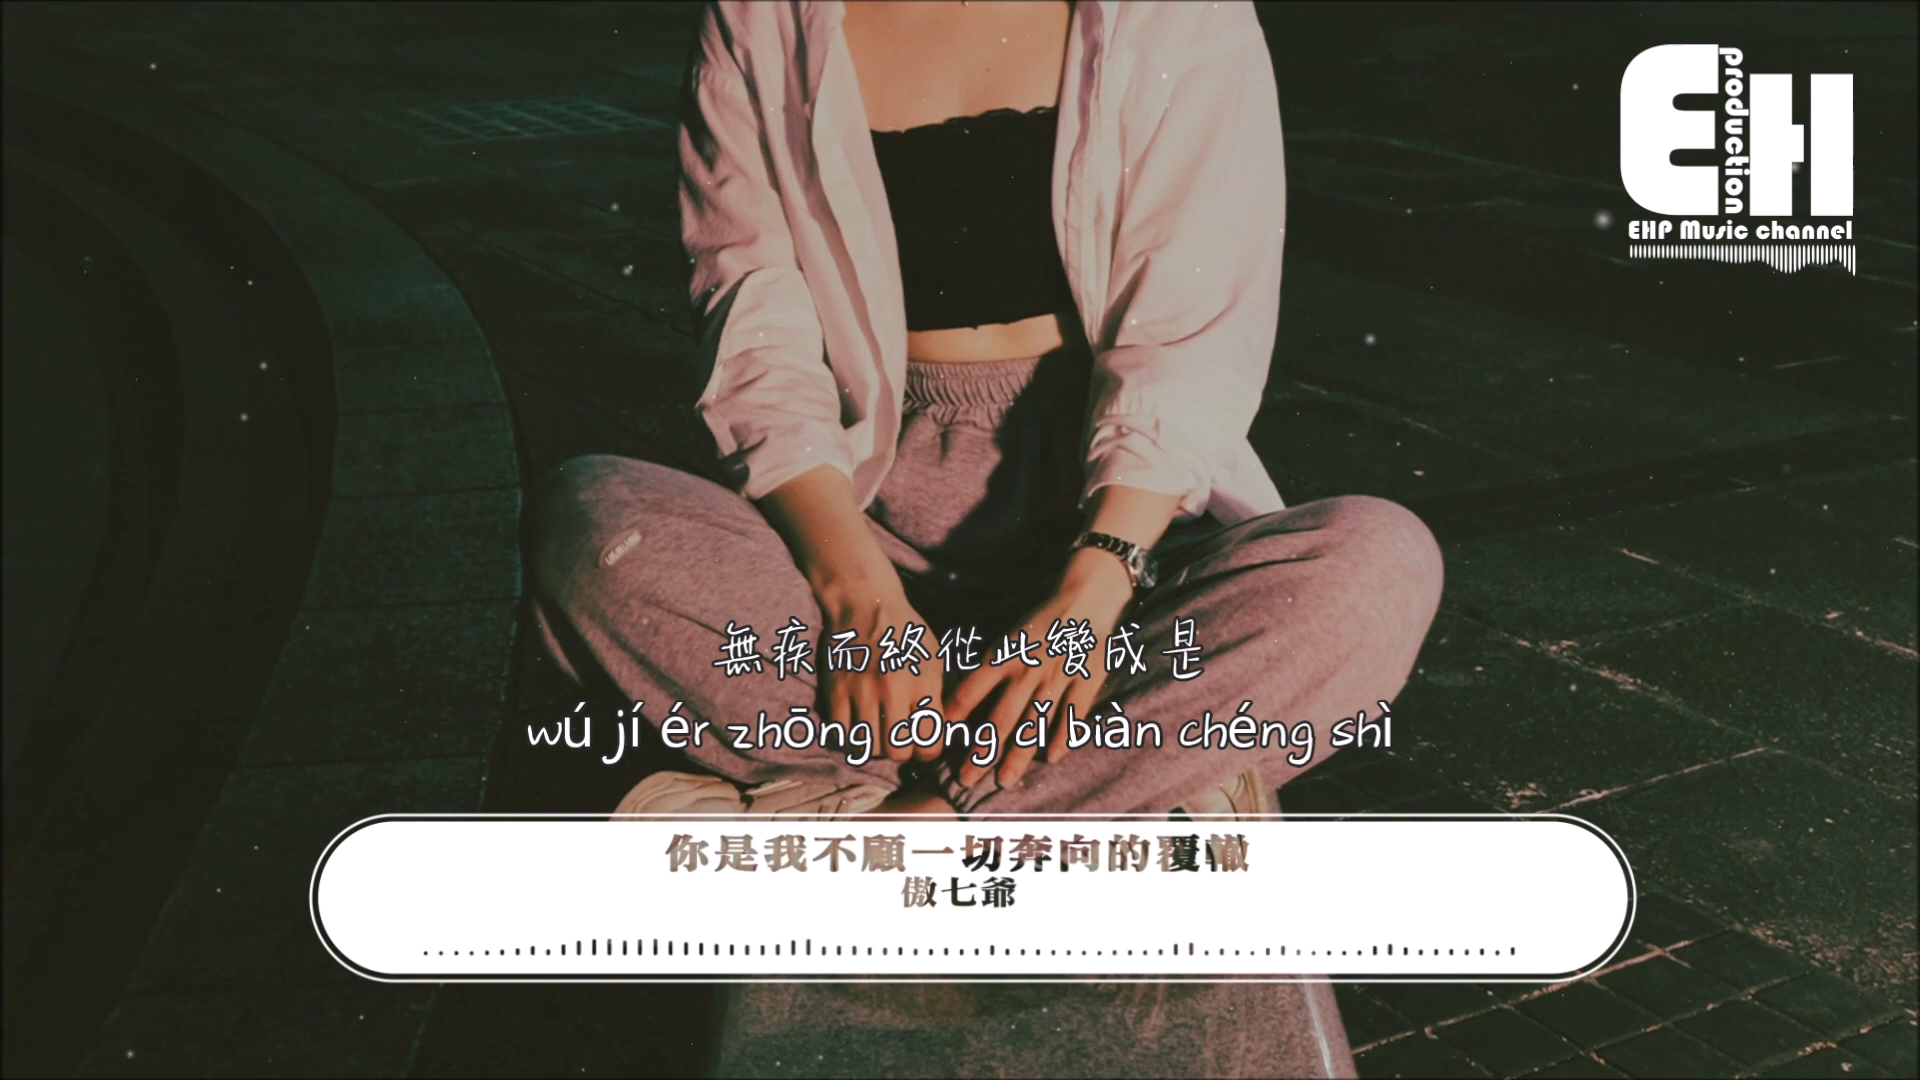 production
EH
EHP Music channel
無疾而終從此變成是
wú jí ér zhōng cóng cǐ biàn chéng shì
你是我不顧一切奔向的覆轍
傲七爺